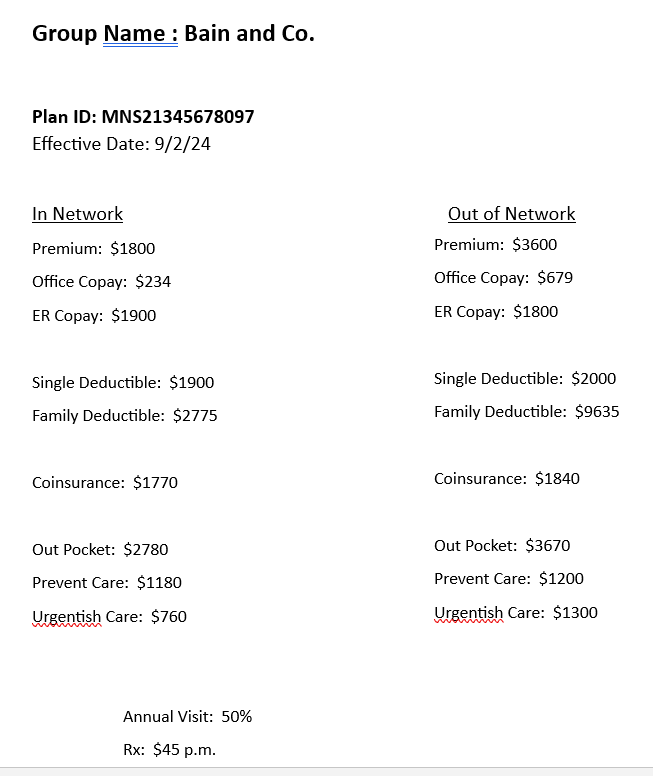 Group Name : Bain and Co.
Plan ID: MNS21345678097
Effective Date: 9/2/24
In Network
Premium:  $1800
Office Copay:  $234
ER Copay:  $1900
Single Deductible:  $1900
Family Deductible:  $2775
Coinsurance:  $1770
Out Pocket:  $2780
Prevent Care:  $1180
Urgentish Care:  $760
Out of Network
Premium:  $3600
Office Copay:  $679
ER Copay:  $1800
Single Deductible:  $2000
Family Deductible:  $9635
Coinsurance:  $1840
Out Pocket:  $3670
Prevent Care:  $1200
Urgentish Care:  $1300
Annual Visit:  50%
Rx:  $45 p.m.